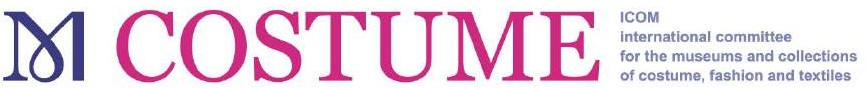 M COSTUME
ICOM
international committee
for the museums and collections
of costume, fashion and textiles